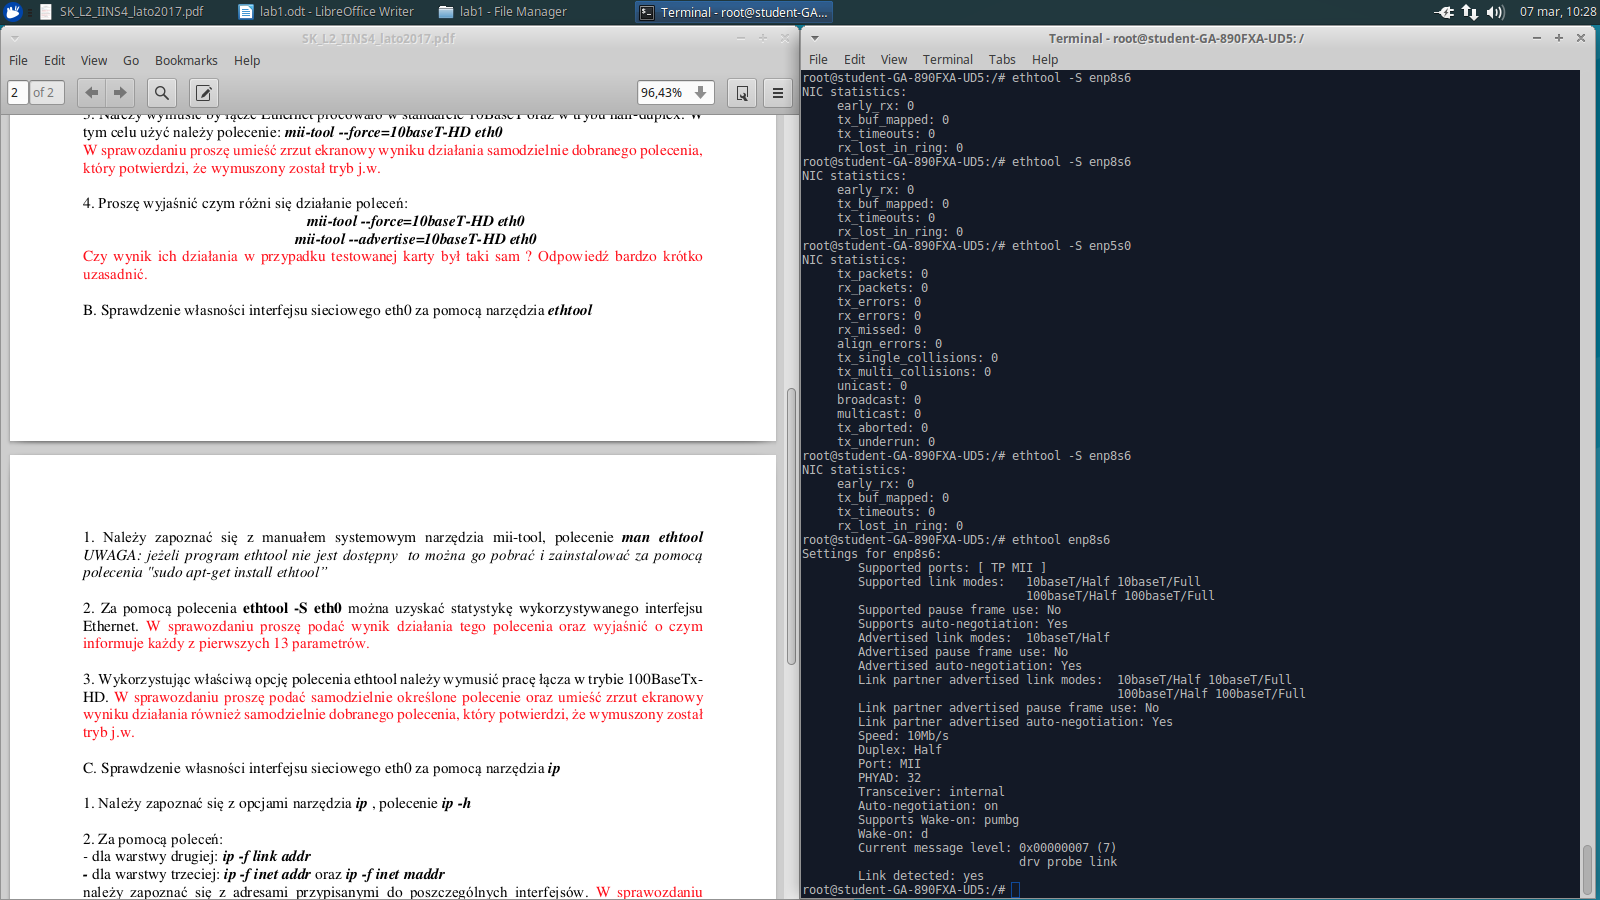 SK_L2_IINS4_lato2017.pdf
lab1.odt - LibreOffice Writer
lab1 - File Manager
Terminal - root@student-GA...
07 mar, 10:28
SK_L2_IINS4_lato2017.pdf
File Edit View Go Bookmarks Help
2 of 2
96,43%
tym celu użyć należy polecenie: mii-tool --force=10baseT-HD eth0
W sprawozdaniu proszę umieść zrzut ekranowy wyniku działania samodzielnie dobranego polecenia,
który potwierdzi, że wymuszony został tryb j.w.
4. Proszę wyjaśnić czym różni się działanie poleceń:
mii-tool --force=10baseT-HD eth0
mii-tool --advertise=10baseT-HD eth0
Czy wynik ich działania w przypadku testowanej karty był taki sam ? Odpowiedź bardzo krótko
uzasadnić.
B. Sprawdzenie własności interfejsu sieciowego eth0 za pomocą narzędzia ethtool
1. Należy zapoznać się z manuałem systemowym narzędzia mii-tool, polecenie man ethtool
UWAGA: jeżeli program ethtool nie jest dostępny to można go pobrać i zainstalować za pomocą
polecenia "sudo apt-get install ethtool”
2. Za pomocą polecenia ethtool -S eth0 można uzyskać statystykę wykorzystywanego interfejsu
Ethernet. W sprawozdaniu proszę podać wynik działania tego polecenia oraz wyjaśnić o czym
informuje każdy z pierwszych 13 parametrów.
3. Wykorzystując właściwą opcję polecenia ethtool należy wymusić pracę łącza w trybie 100BaseTx-
HD. W sprawozdaniu proszę podać samodzielnie określone polecenie oraz umieść zrzut ekranowy
wyniku działania również samodzielnie dobranego polecenia, który potwierdzi, że wymuszony został
tryb j.w.
C. Sprawdzenie własności interfejsu sieciowego eth0 za pomocą narzędzia ip
1. Należy zapoznać się z opcjami narzędzia ip , polecenie ip -h
2. Za pomocą poleceń:
- dla warstwy drugiej: ip -f link addr
- dla warstwy trzeciej: ip -f inet addr oraz ip -f inet maddr
należy zapoznać się z adresami przypisanymi do poszczególnych interfejsów. W sprawozdaniu
Terminal - root@student-GA-890FXA-UD5: /
File Edit View Terminal Tabs Help
root@student-GA-890FXA-UD5:/# ethtool -S enp8s6
NIC statistics:
early_rx: 0
tx_buf_mapped: 0
tx_timeouts: 0
rx_lost_in_ring: 0
root@student-GA-890FXA-UD5:/# ethtool -S enp8s6
NIC statistics:
early_rx: 0
tx_buf_mapped: 0
tx_timeouts: 0
rx_lost_in_ring: 0
root@student-GA-890FXA-UD5:/# ethtool -S enp5s0
NIC statistics:
tx_packets: 0
rx_packets: 0
tx_errors: 0
rx_errors: 0
rx_missed: 0
align_errors: 0
tx_single_collisions: 0
tx_multi_collisions: 0
unicast: 0
broadcast: 0
multicast: 0
tx_aborted: 0
tx_underrun: 0
root@student-GA-890FXA-UD5:/# ethtool -S enp8s6
NIC statistics:
early_rx: 0
tx_buf_mapped: 0
tx_timeouts: 0
rx_lost_in_ring: 0
root@student-GA-890FXA-UD5:/# ethtool enp8s6
Settings for enp8s6:
Supported ports: [ TP MII ]
Supported link modes: 10baseT/Half 10baseT/Full
100baseT/Half 100baseT/Full
Supported pause frame use: No
Supports auto-negotiation: Yes
Advertised link modes: 10baseT/Half
Advertised pause frame use: No
Advertised auto-negotiation: Yes
Link partner advertised link modes: 10baseT/Half 10baseT/Full
100baseT/Half 100baseT/Full
Link partner advertised pause frame use: No
Link partner advertised auto-negotiation: Yes
Speed: 10Mb/s
Duplex: Half
Port: MII
PHYAD: 32
Transceiver: internal
Auto-negotiation: on
Supports Wake-on: pumbg
Wake-on: d
Current message level: 0x00000007 (7)
drv probe link
Link detected: yes
root@student-GA-890FXA-UD5:/#